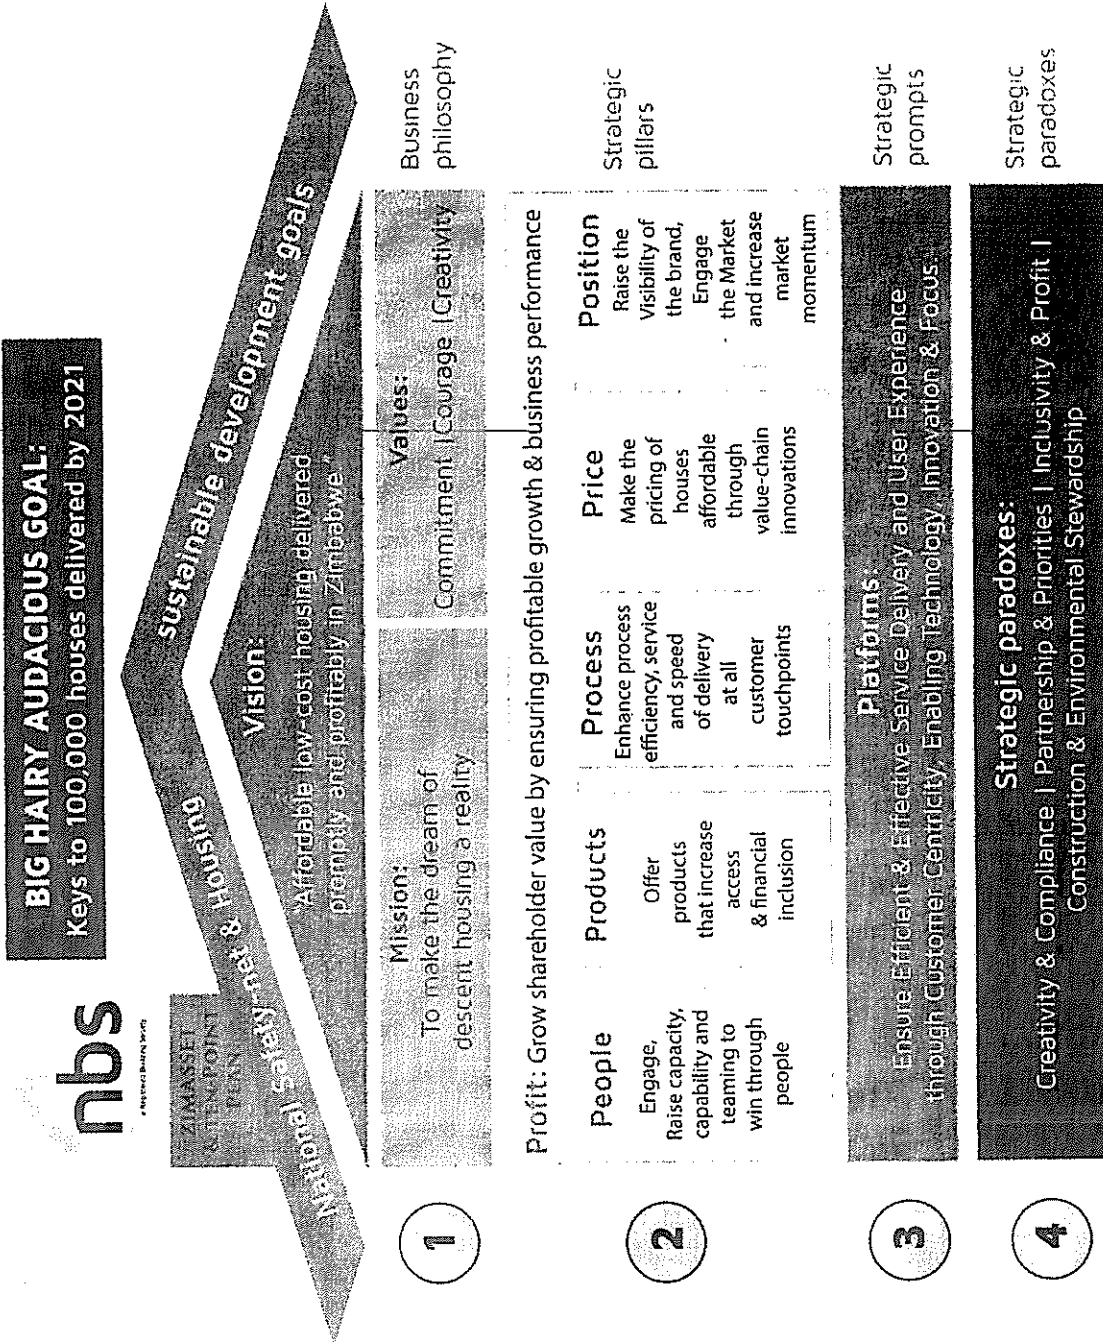 nbs
ZIMASSET
& TEN POINT
PLAN
BIG HAIRY AUDACIOUS GOAL:
Keys to 100,000 houses delivered by 2021
National Safety-net & Housing
sustainable development goals
Vision:
Affordable low-cost housing delivered
promptly and profitably in Zimbabwe”
1
Mission:
To make the dream of
descent housing a reality
Values:
Commitment |Courage |Creativity
Business
philosophy
2
Profit: Grow shareholder value by ensuring profitable growth & business performance
People
Engage,
Raise capacity,
capability and
teaming to
win through
people
Products
Offer
products
that increase
access
& financial
inclusion
Process
Enhance process
efficiency, service
and speed
of delivery
at all
customer
touchpoints
Price
Make the
pricing of
houses
affordable
through
value-chain
innovations
Position
Raise the
Visibility of
the brand,
Engage
the Market
and increase
market
momentum
Strategic
pillars
3
Platforms:
Ensure Efficient & Effective Service Delivery and User Experience
through Customer Centricity, Enabling Technology, Innovation & Focus.
Strategic
prompts
4
Strategic paradoxes:
Creativity & Compliance | Partnership & Priorities | Inclusivity & Profit |
Construction & Environmental Stewardship
Strategic
paradoxes